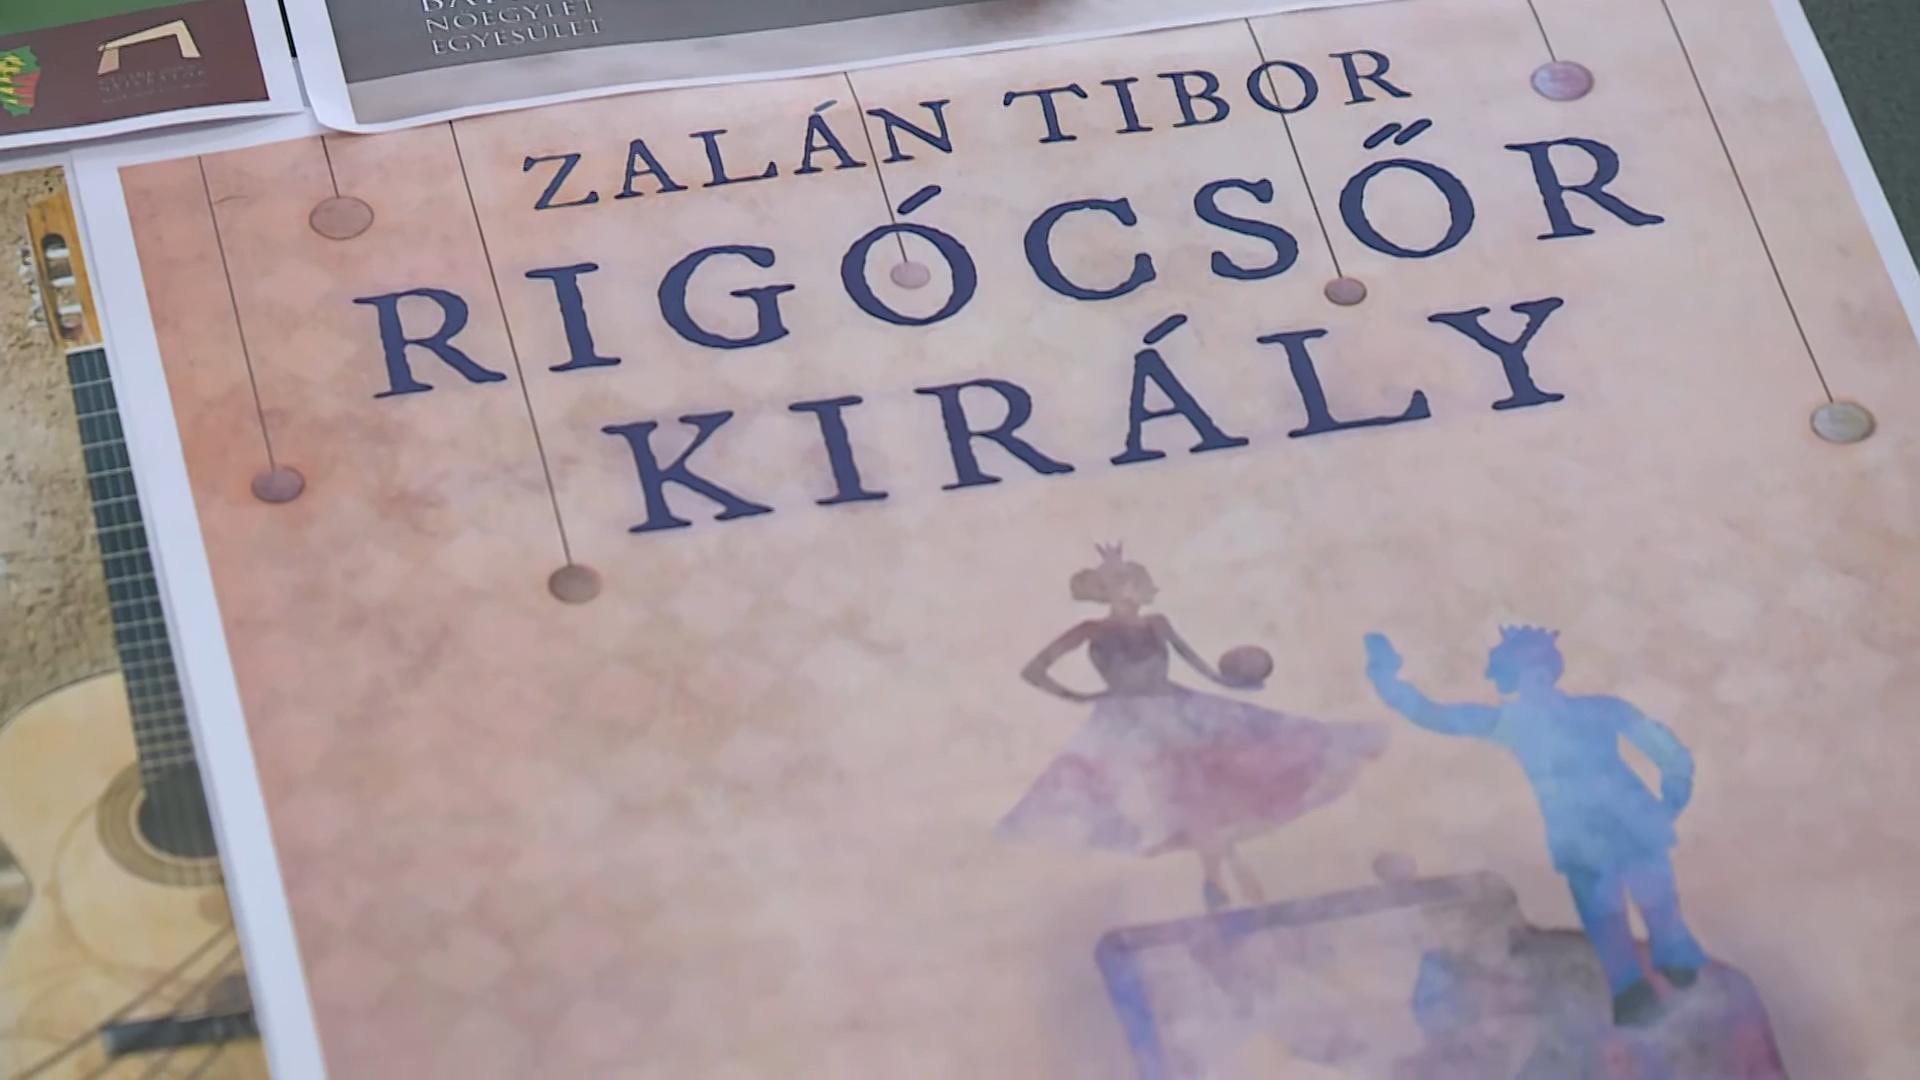 NŐEGYLET
EGYESÜLET
ZALÁN TIBOR
RIGÓCSŐR
KIRÁLY